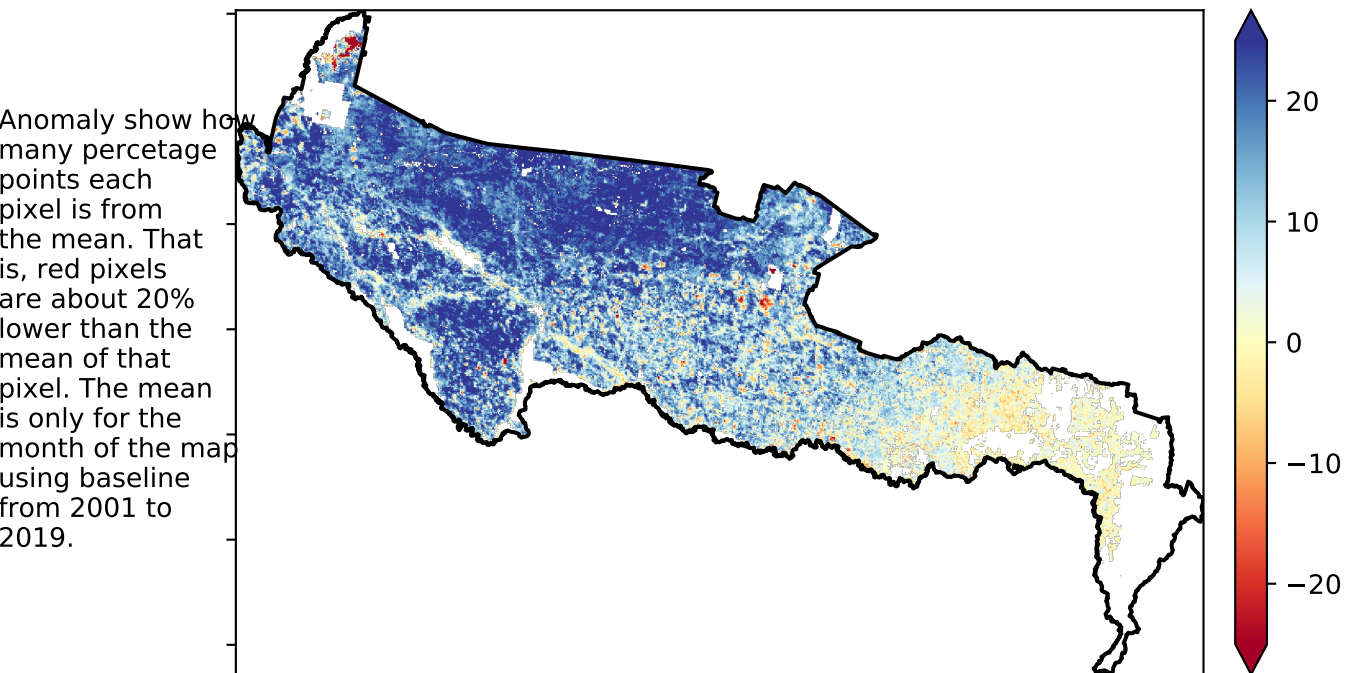 Anomaly show how
many percetage
points each
pixel is from
the mean. That
is, red pixels
are about 20%
lower than the
mean of that
pixel. The mean
is only for the
month of the map
using baseline
from 2001 to
2019.
20
10
0
−10
−20